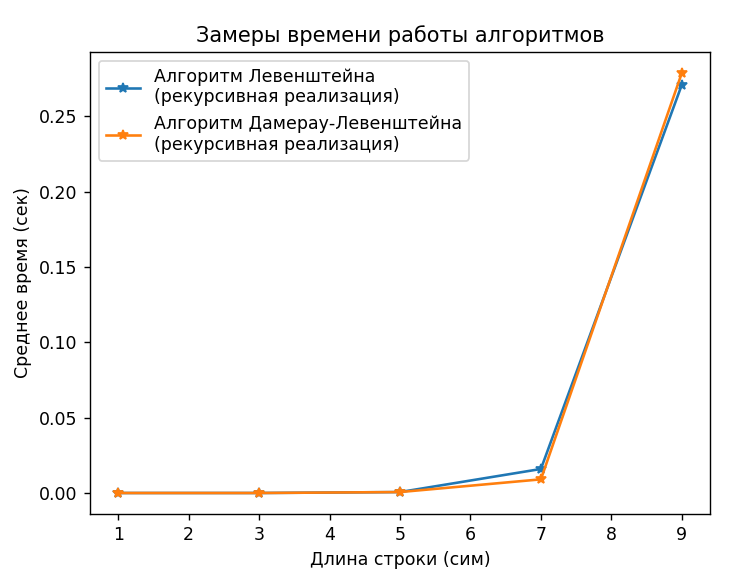 Замеры времени работы алгоритмов
Алгоритм Левенштейна
(рекурсивная реализация)
Алгоритм Дамерау-Левенштейна
(рекурсивная реализация)
Среднее время (сек)
0.25
0.20
0.15
0.10
0.05
0.00
1 2 3 4 5 6 7 8 9
Длина строки (сим)